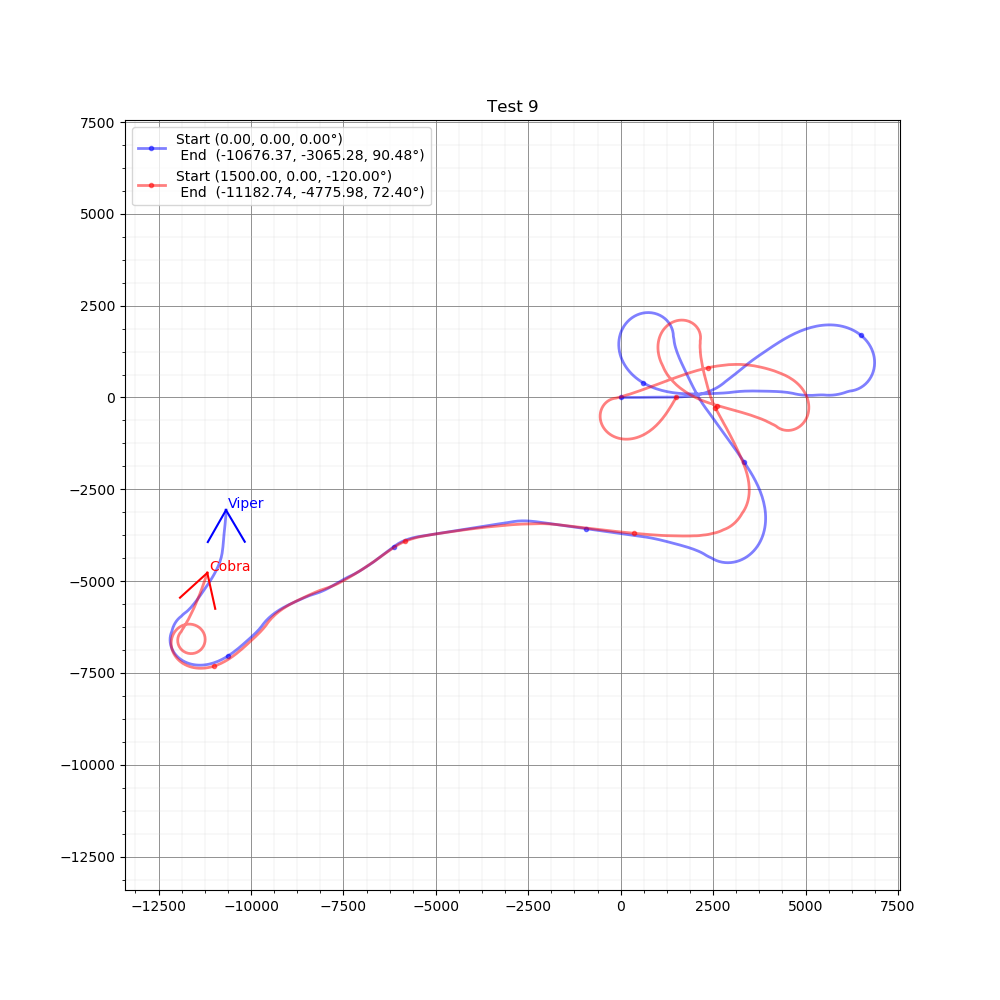 Test 9
Start (0.00, 0.00, 0.00°)
End (-10676.37, -3065.28, 90.48°)
Start (1500.00, 0.00, -120.00°)
End (-11182.74, -4775.98, 72.40°)
7500
5000
2500
0
−2500
−5000
−7500
−10000
−12500
Viper
Cobra
−12500 −10000 −7500 −5000 −2500 0 2500 5000 7500